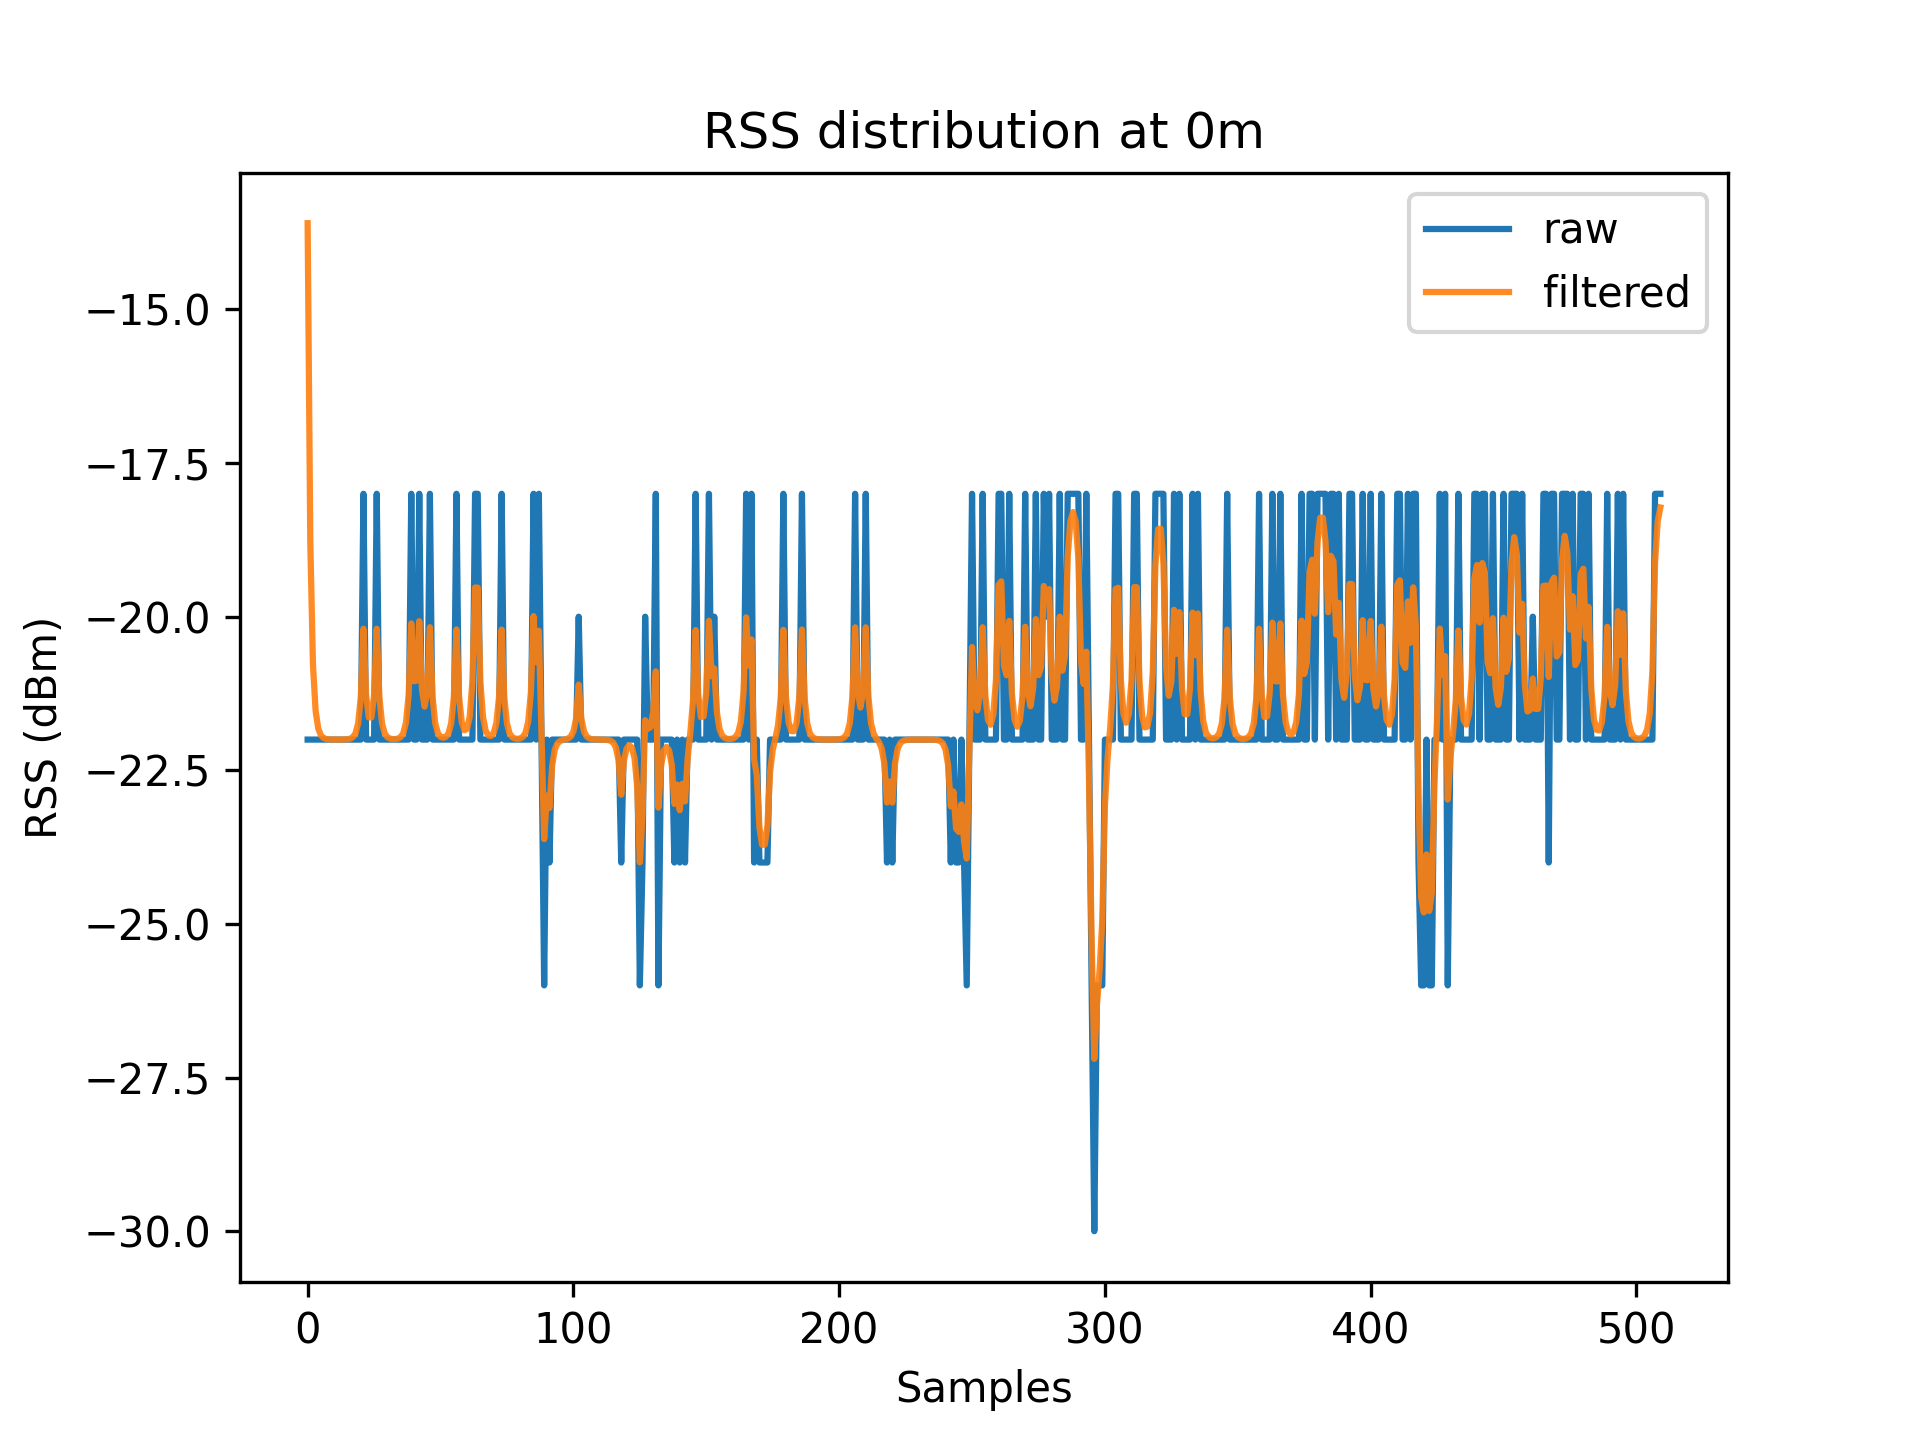 RSS distribution at 0m
raw
filtered
−15.0
−17.5
−20.0
−22.5
−25.0
−27.5
−30.0
RSS (dBm)
0 100 200 300 400 500
Samples